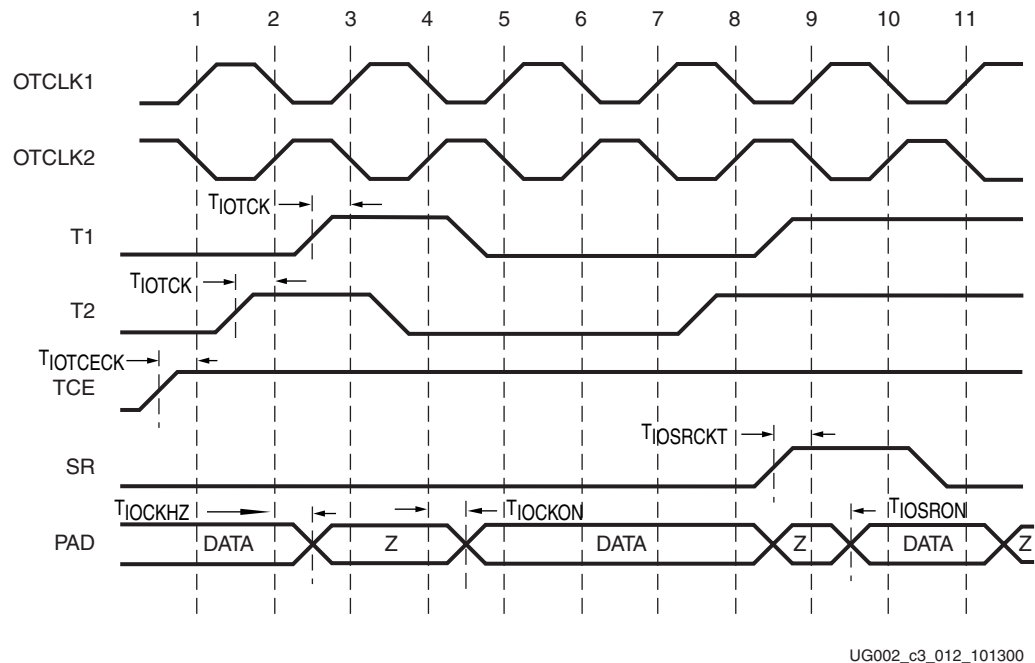 1 2 3 4 5 6 7 8 9 10 11
OTCLK1
OTCLK2
TIOTCK
T1
TIOTCK
T2
TIOTCECK
TCE
TIOSRCKT
SR
TIOCKHZ TIOCKON TIOSRON
PAD DATA Z DATA Z DATA Z
UG002_c3_012_101300